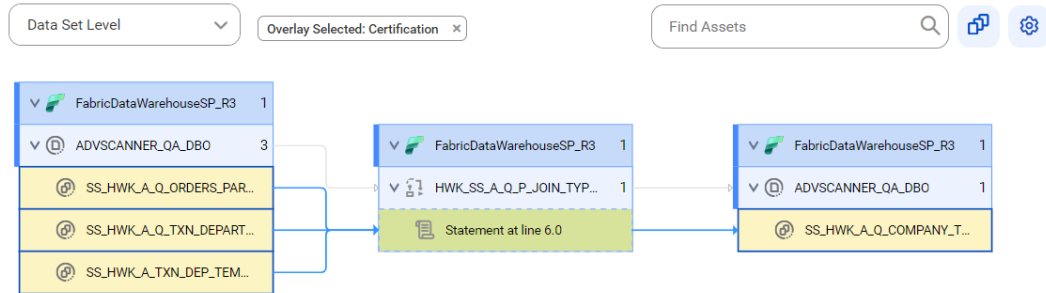 Data Set Level
Overlay Selected: Certification ×
Find Assets
FabricDataWarehouseSP_R3 1
ADVSCANNER_QA_DBO 3
SS_HWK_A_Q_ORDERS_PAR...
SS_HWK_A_Q_TXN_DEPART...
SS_HWK_A_TXN_DEP_TEM...
FabricDataWarehouseSP_R3 1
HWK_SS_A_Q_P_JOIN_TYP... 1
Statement at line 6.0
FabricDataWarehouseSP_R3 1
ADVSCANNER_QA_DBO 1
SS_HWK_A_Q_COMPANY_T...